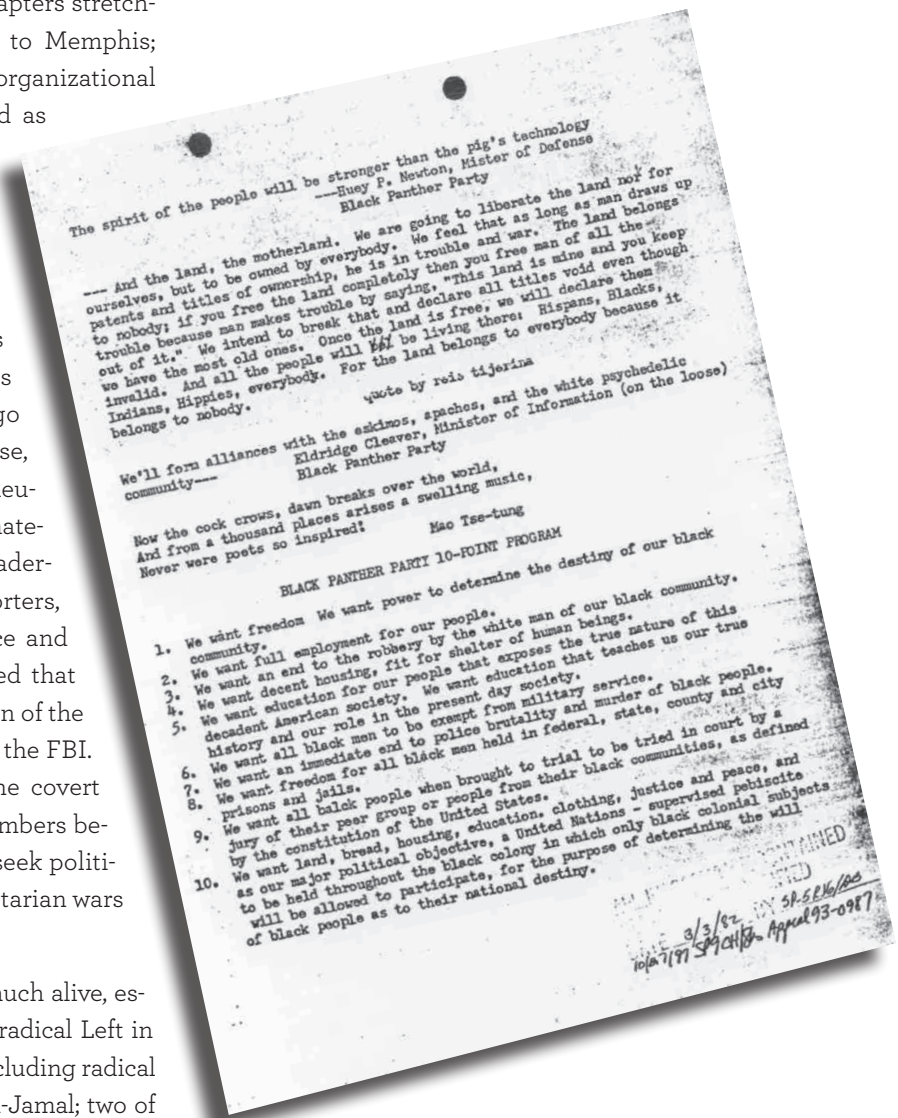 apters stretch-
to Memphis;
organizational
d as
s
s
go
se,
eu-
nate-
ader-
orters,
ce and
ed that
n of the
the FBI.
ne covert
mbers be-
seek politi-
tarian wars
nuch alive, es-
radical Left in
cluding radical
-Jamal; two of
The spirit of the people will be stronger than the pig's technology
---Huey P. Newton, Mister of Defense
Black Panther Party
--- And the land, the motherland. We are going to liberate the land nor for
ourselves, but to be owned by everybody. We feel that as long as man draws up
patents and titles of ownership, he is in trouble and war. The land belongs
to nobody; if you free the land completely then you free man of all the
trouble because man makes trouble by saying, "This land is mine and you keep
out of it." We intend to break that and declare all titles void even though
we have the most old ones. Once the land is free, we will declare them
invalid. And all the people will be living there: Hispans, Blacks,
Indians, Hippies, everybody. For the land belongs to everybody because it
belongs to nobody.
quote by reis tijerina
We'll form alliances with the eskimos, apaches, and the white psychedelic
community---
Eldridge Cleaver, Minister of Information (on the loose)
Black Panther Party
Now the cock crows, dawn breaks over the world,
And from a thousand places arises a swelling music,
Never were poets so inspired!
Mao Tse-tung
BLACK PANTHER PARTY 10-POINT PROGRAM
1. We want freedom We want power to determine the destiny of our black
community.
2. We want full employment for our people.
3. We want an end to the robbery by the white man of our black community.
4. We want decent housing, fit for shelter of human beings.
5. We want education for our people that exposes the true nature of this
decadent American society. We want education that teaches us our true
history and our role in the present day society.
6. We want all black men to be exempt from military service.
7. We want an immediate end to police brutality and murder of black people.
8. We want freedom for all black men held in federal, state, county and city
prisons and jails.
9. We want all balck people when brought to trial to be tried in court by a
jury of their peer group or people from their black communities, as defined
by the constitution of the United States.
10. We want land, bread, housing, education, clothing, justice and peace, and
as our major political objective, a United Nations - supervised pebiscite
to be held throughout the black colony in which only black colonial subjects
will be allowed to participate, for the purpose of determining the will
of black people as to their national destiny.
3/3/82 BY
Appeal 93-0987